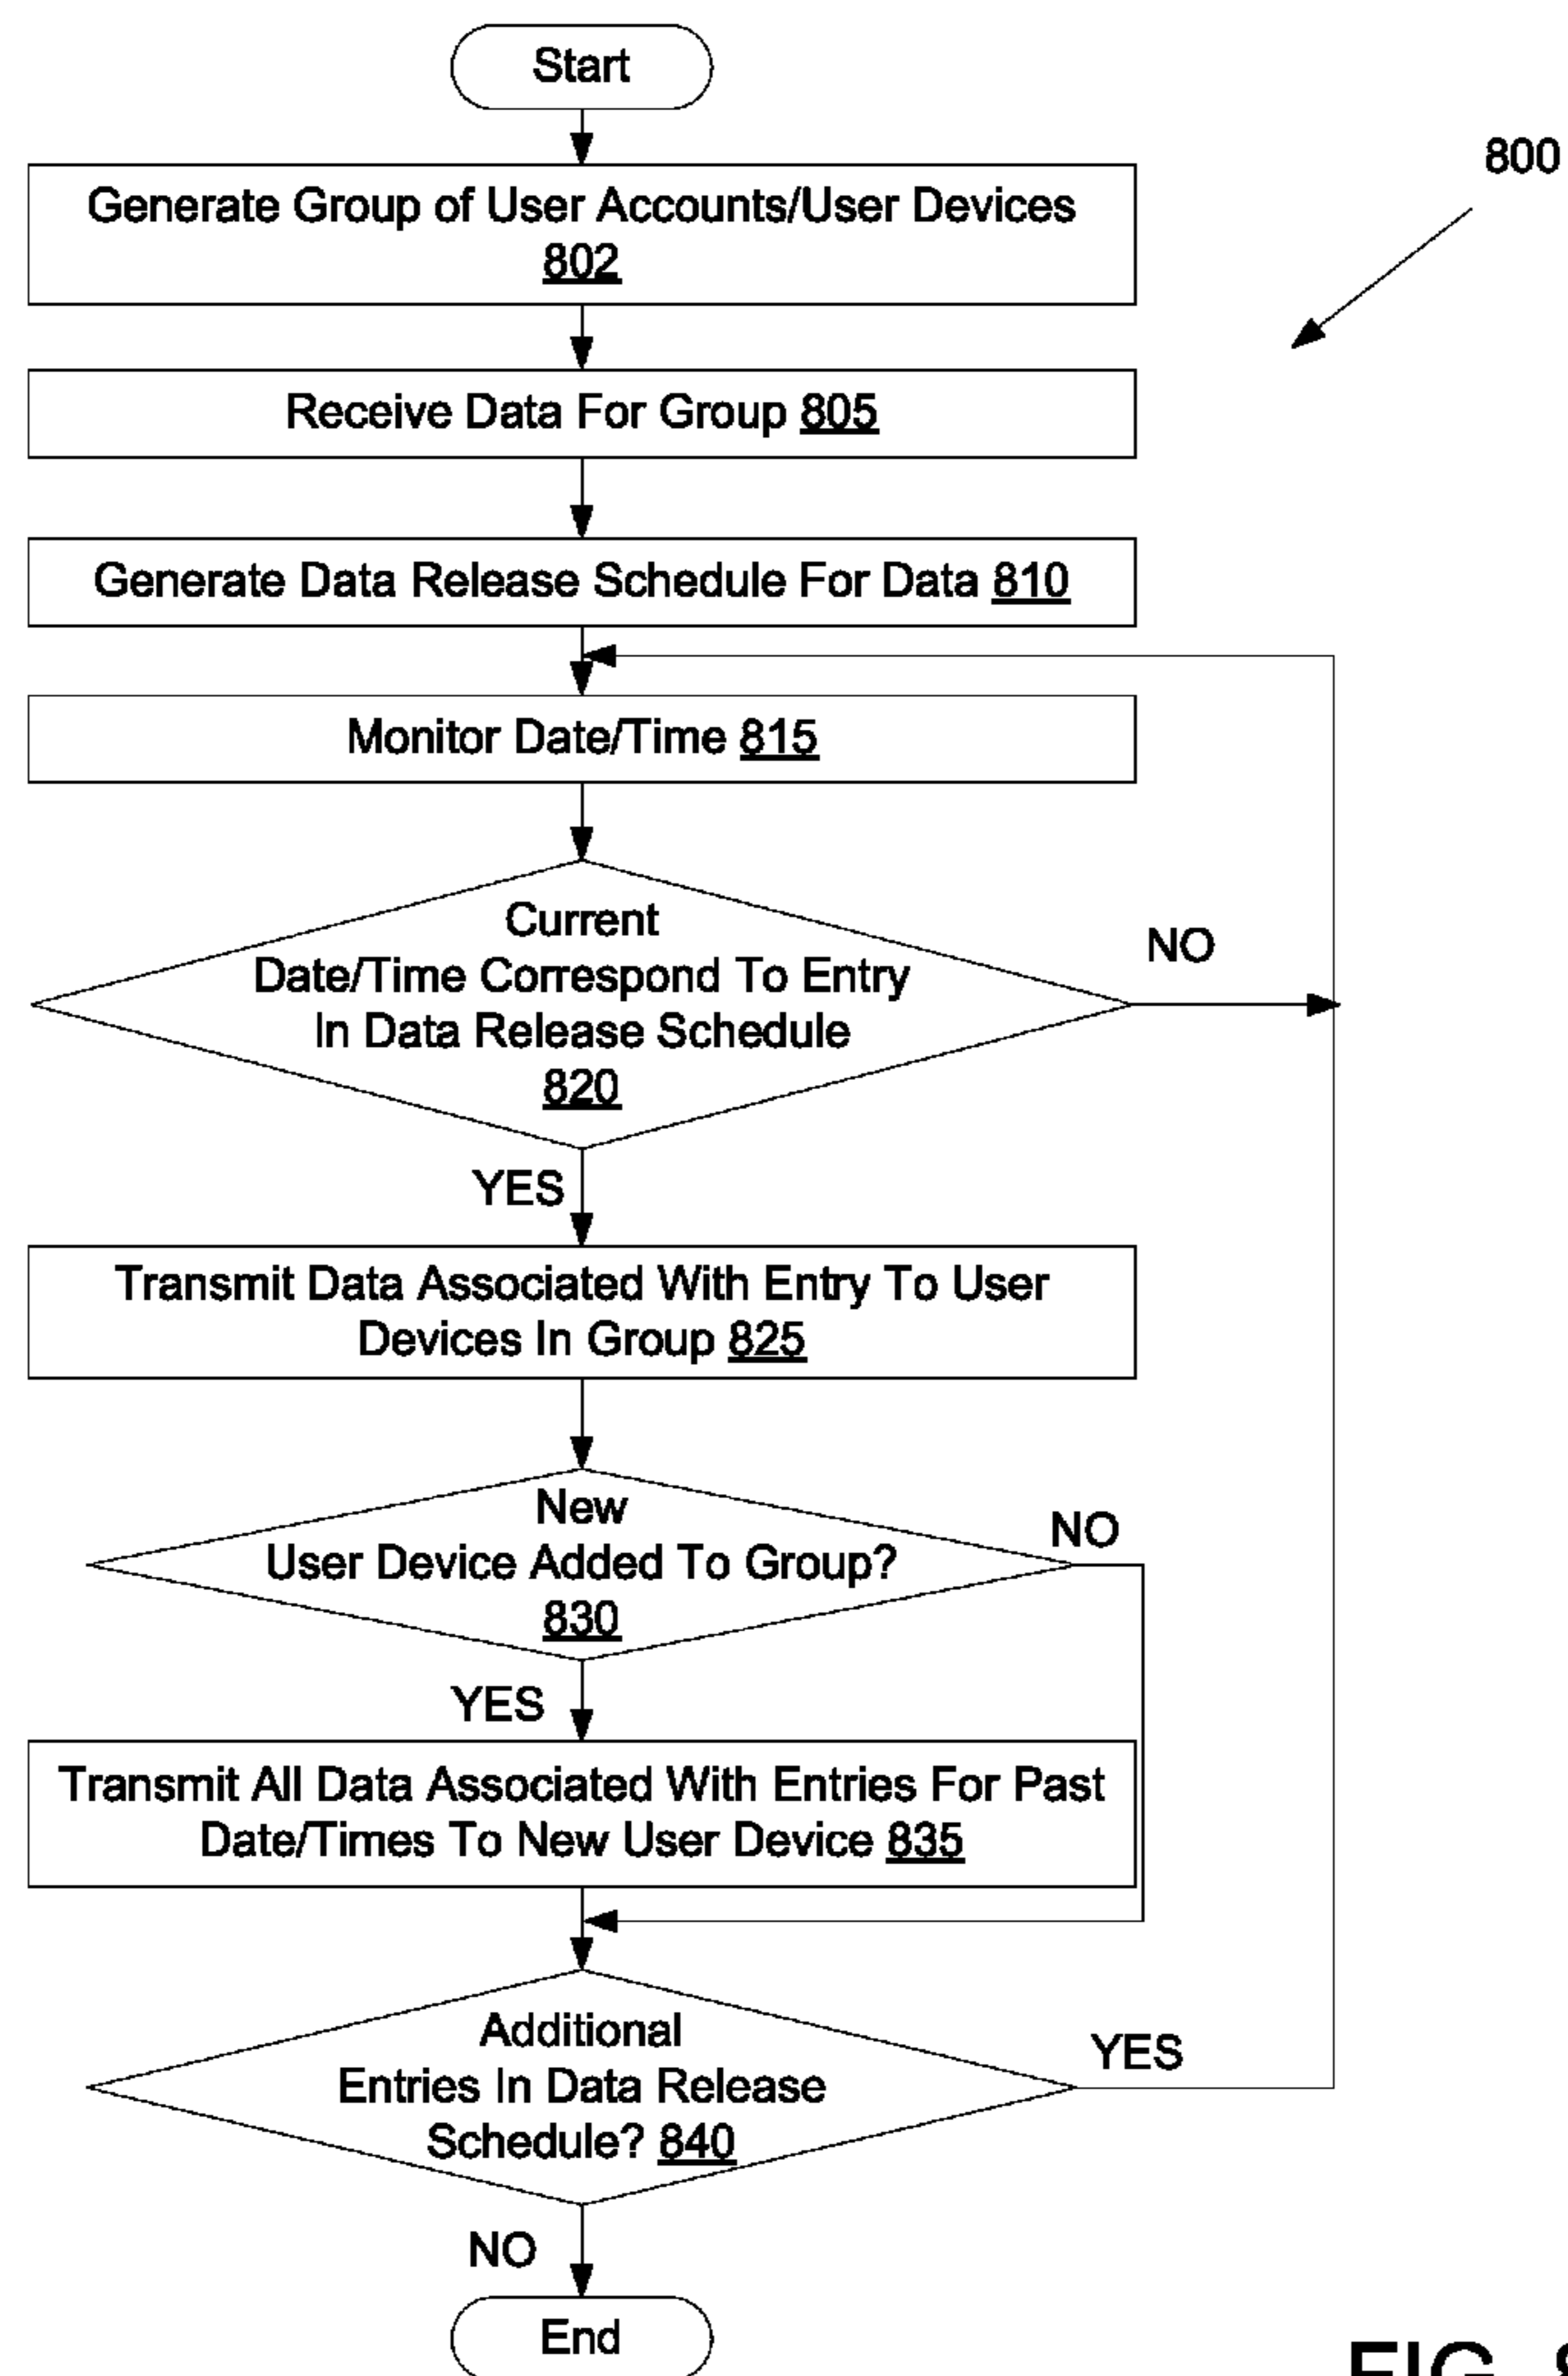 Start
800
Generate Group of User Accounts/User Devices
802
Receive Data For Group 805
Generate Data Release Schedule For Data 810
Monitor Date/Time 815
Current
Date/Time Correspond To Entry
In Data Release Schedule
820
NO
YES
Transmit Data Associated With Entry To User
Devices In Group 825
New
User Device Added To Group?
830
NO
YES
Transmit All Data Associated With Entries For Past
Date/Times To New User Device 835
Additional
Entries In Data Release
Schedule? 840
YES
NO
End
FIG